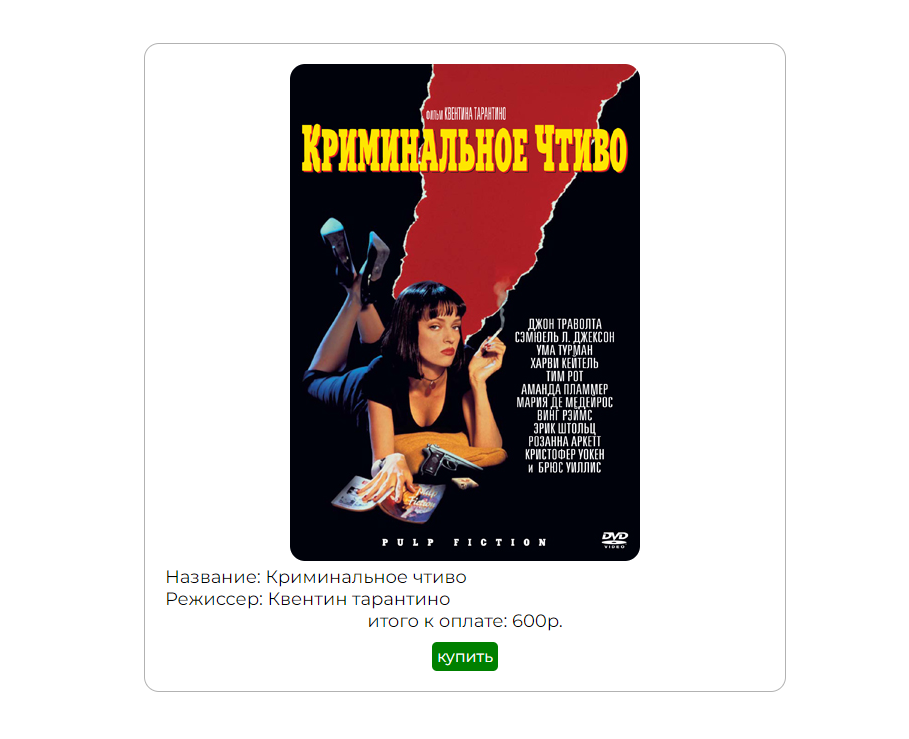 фильм КВЕНТИНА ТАРАНТИНО
КРИМИНАЛЬНОЕ ЧТИВО
ДЖОН ТРАВОЛТА
СЭМЮЕЛЬ Л. ДЖЕКСОН
УМА ТУРМАН
ХАРВИ КЕЙТЕЛЬ
ТИМ РОТ
АМАНДА ПЛАММЕР
МАРИЯ ДЕ МЕДЕЙРОС
ВИНГ РЭЙМС
ЭРИК ШТОЛЬЦ
РОЗАННА АРКЕТТ
КРИСТОФЕР УОКЕН
и БРЮС УИЛЛИС
PULP FICTION
DVD
VIDEO
Название: Криминальное чтиво
Режиссер: Квентин тарантино
итого к оплате: 600р.
купить